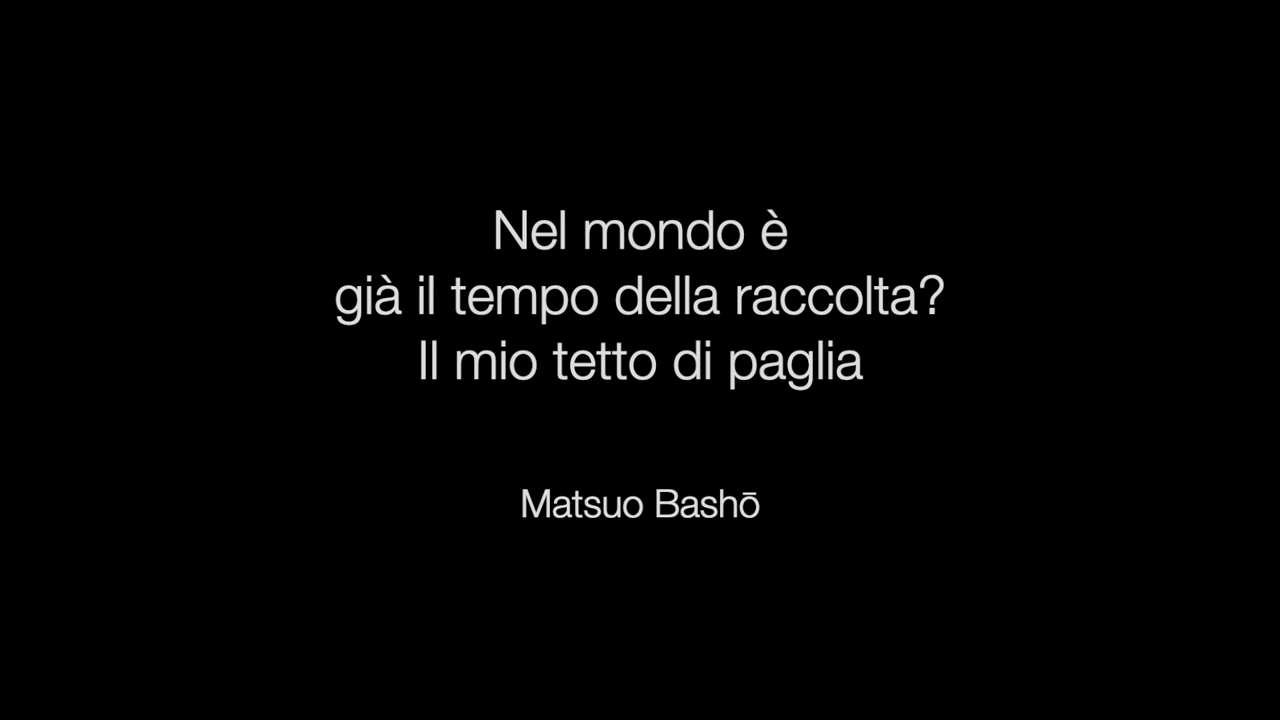 Nel mondo è
già il tempo della raccolta?
Il mio tetto di paglia
Matsuo Bashō